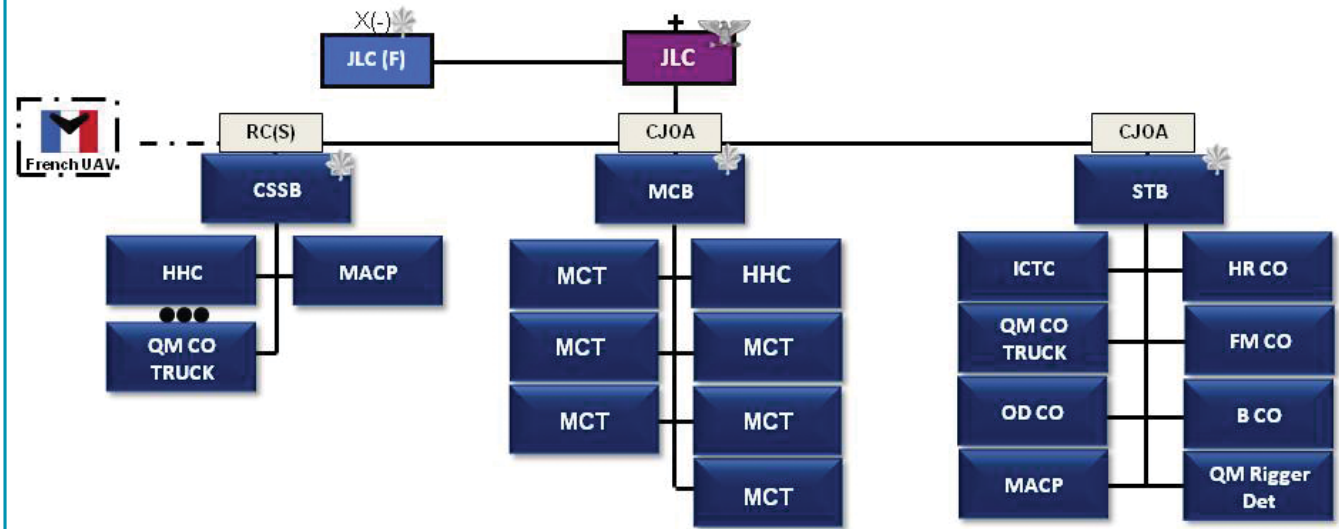 X(-)
JLC (F)
+
JLC
French UAV
RC(S)
CJOA
CJOA
CSSB
MCB
STB
HHC
MACP
QM CO
TRUCK
MCT
HHC
MCT
MCT
MCT
MCT
MCT
ICTC
HR CO
QM CO
TRUCK
FM CO
OD CO
B CO
MACP
QM Rigger
Det